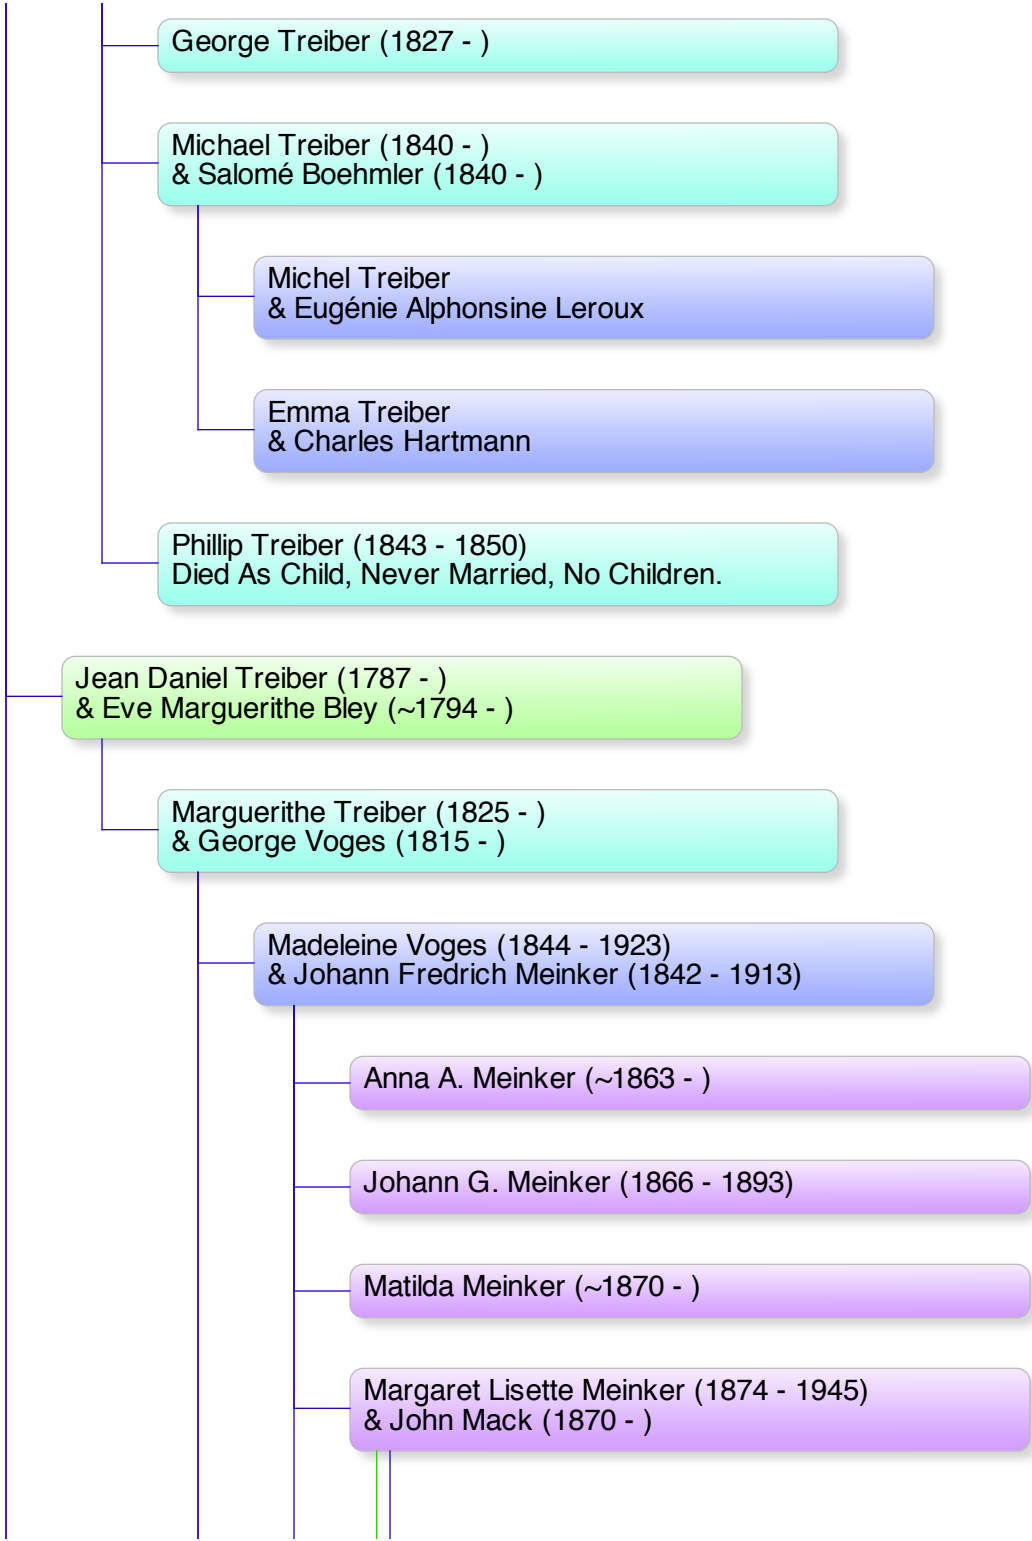 George Treiber (1827 - )
Michael Treiber (1840 - )
& Salomé Boehmler (1840 - )
Michel Treiber
& Eugénie Alphonsine Leroux
Emma Treiber
& Charles Hartmann
Phillip Treiber (1843 - 1850)
Died As Child, Never Married, No Children.
Jean Daniel Treiber (1787 - )
& Eve Marguerithe Bley (~1794 - )
Marguerithe Treiber (1825 - )
& George Voges (1815 - )
Madeleine Voges (1844 - 1923)
& Johann Fredrich Meinker (1842 - 1913)
Anna A. Meinker (~1863 - )
Johann G. Meinker (1866 - 1893)
Matilda Meinker (~1870 - )
Margaret Lisette Meinker (1874 - 1945)
& John Mack (1870 - )